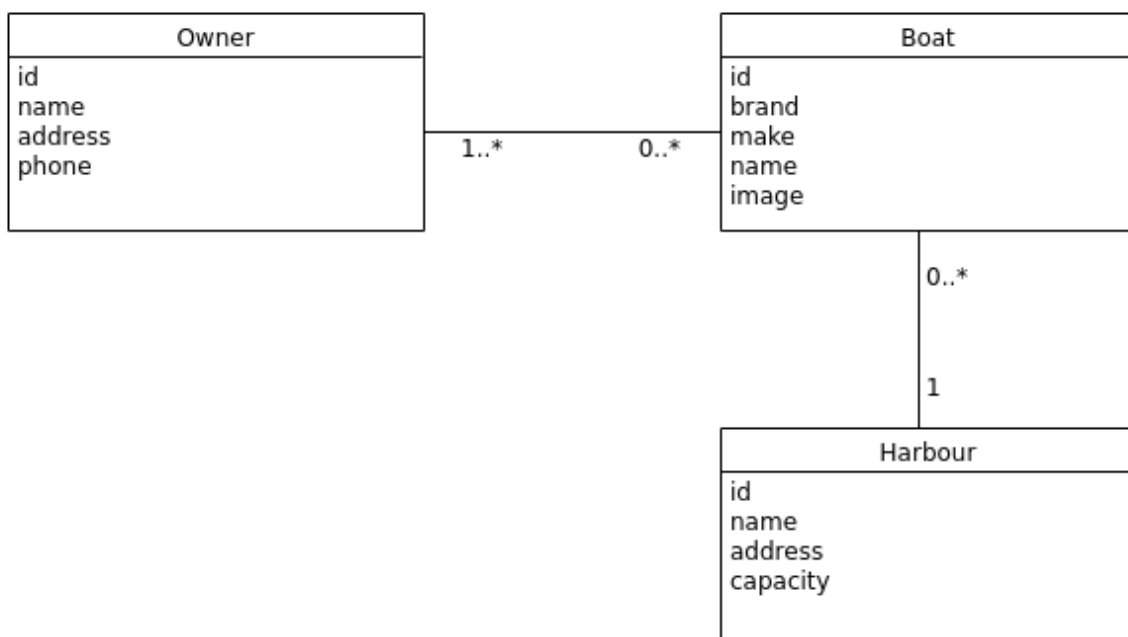 Owner
id
name
address
phone
1..*
0..*
Boat
id
brand
make
name
image
0..*
1
Harbour
id
name
address
capacity